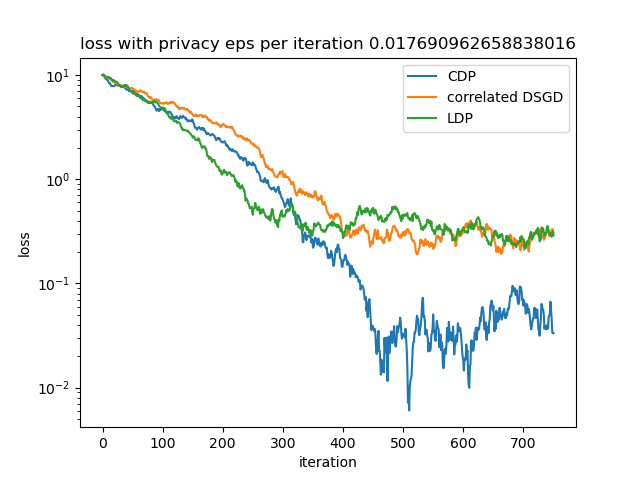 loss with privacy eps per iteration 0.017690962658838016
CDP
correlated DSGD
LDP
10^1
10^0
10^-1
10^-2
loss
0 100 200 300 400 500 600 700
iteration